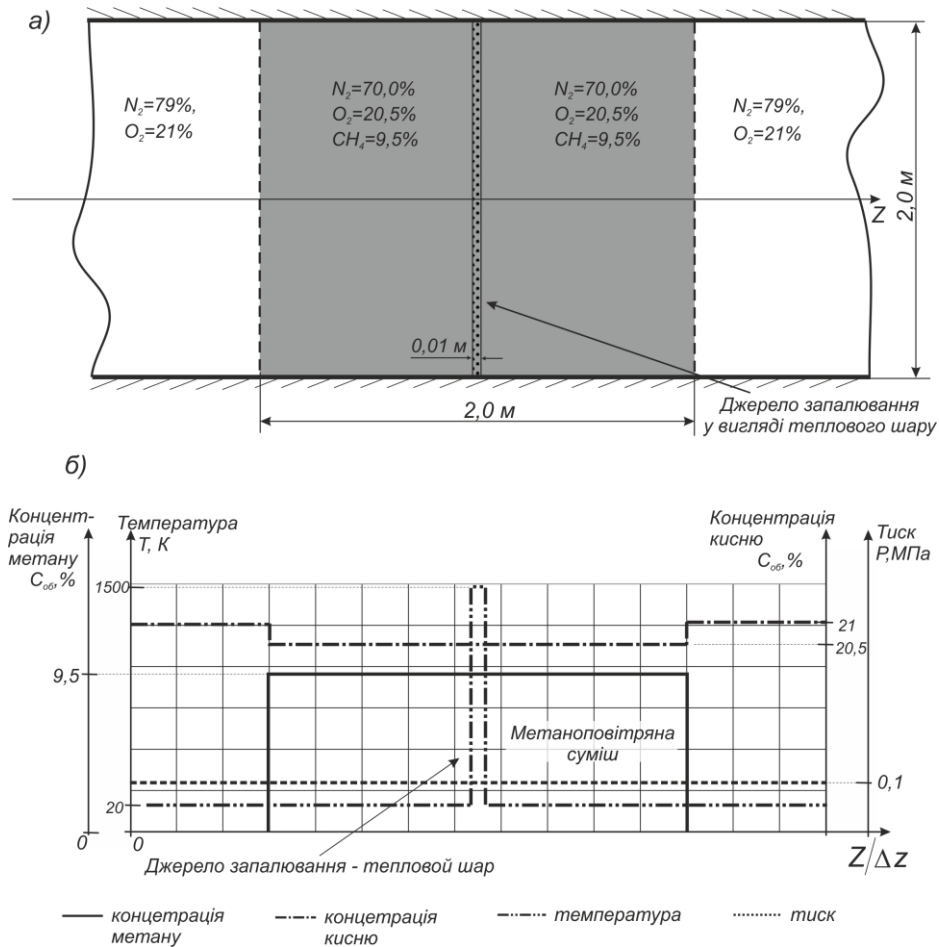 а)
N₂=79%,
O₂=21%
N₂=70,0%
O₂=20,5%
CH₄=9,5%
N₂=70,0%
O₂=20,5%
CH₄=9,5%
N₂=79%
O₂=21%
Z
2,0 м
0,01 м
2,0 м
Джерело запалювання
у вигляді теплового шару
б)
Концент-
рація
метану
Cоб,%
Температура
Т, К
Концентрація
кисню
Cоб,%
Тиск
Р,МПа
1500
21
20,5
9,5
Метаноповітряна
суміш
0,1
20
0
0
Джерело запалювання - тепловой шар
Z/Δz
концетрація
метану
концетрація
кисню
температура
тиск